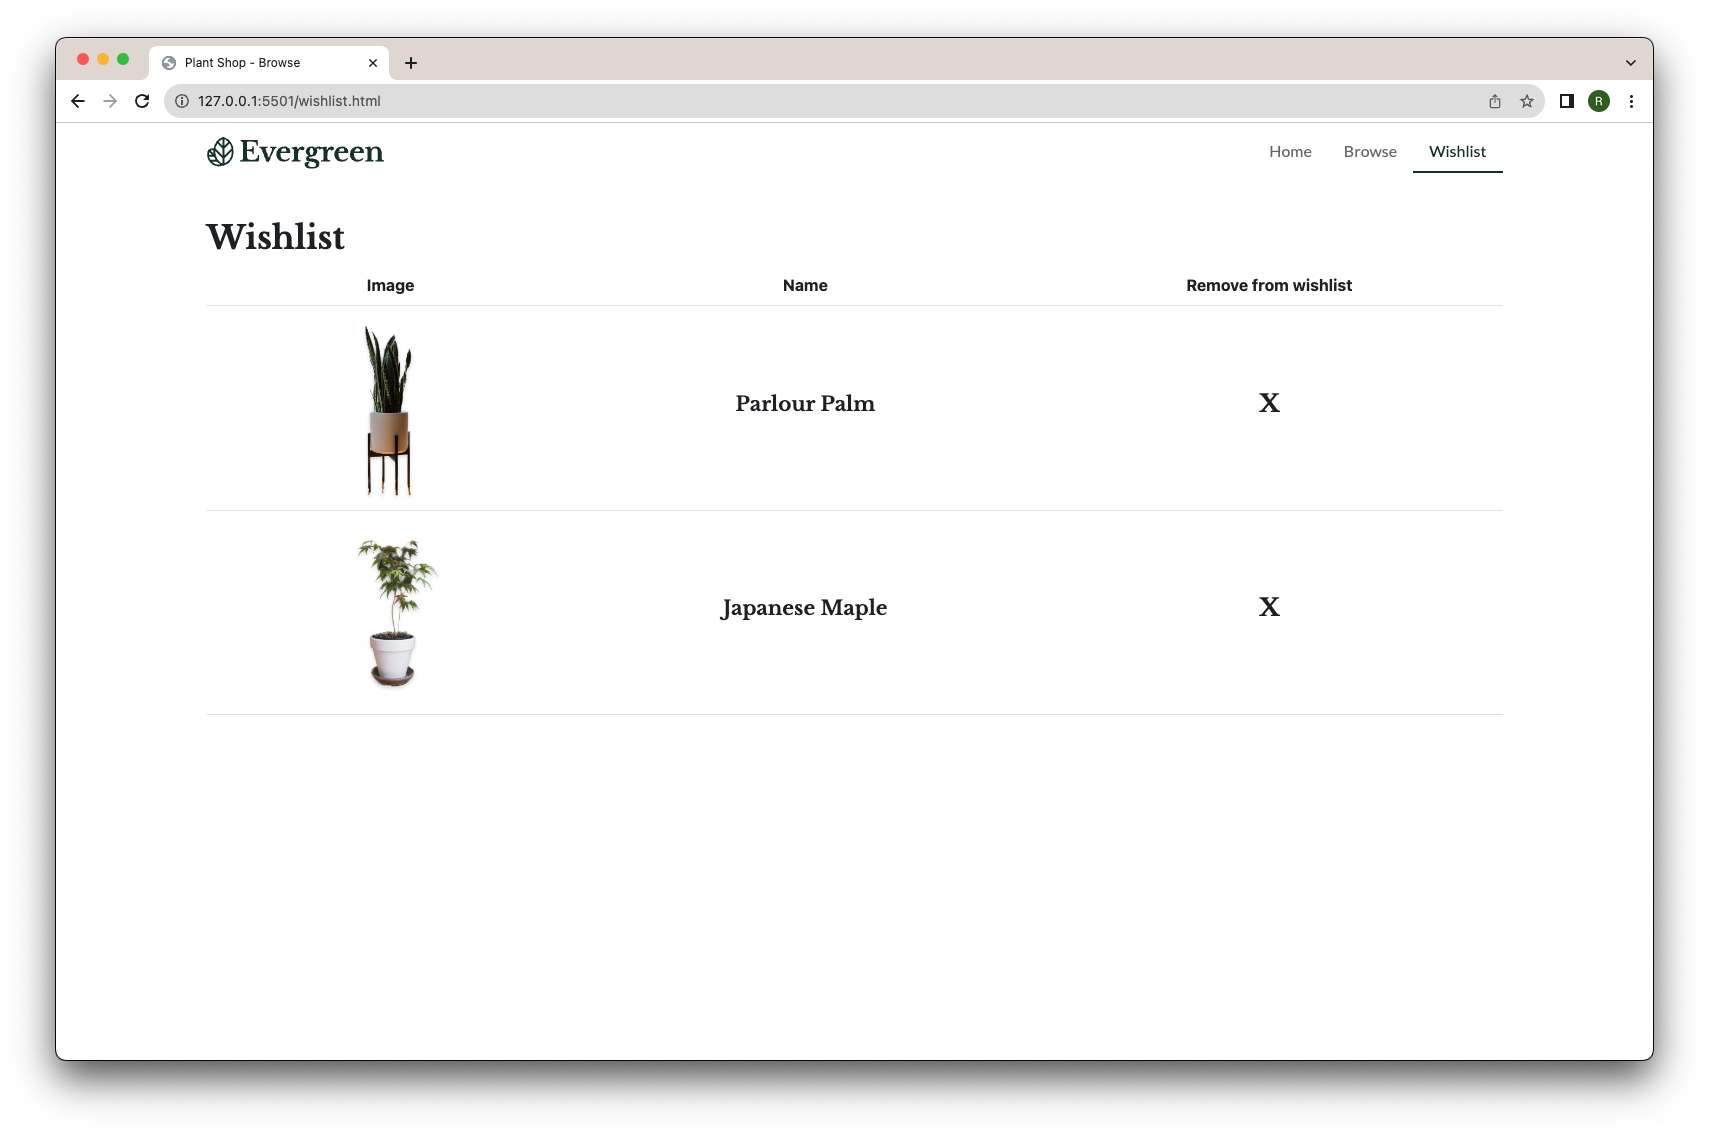 Plant Shop - Browse
127.0.0.1:5501/wishlist.html
R
Evergreen
Home Browse Wishlist
Wishlist
Image Name Remove from wishlist
Parlour Palm X
Japanese Maple X